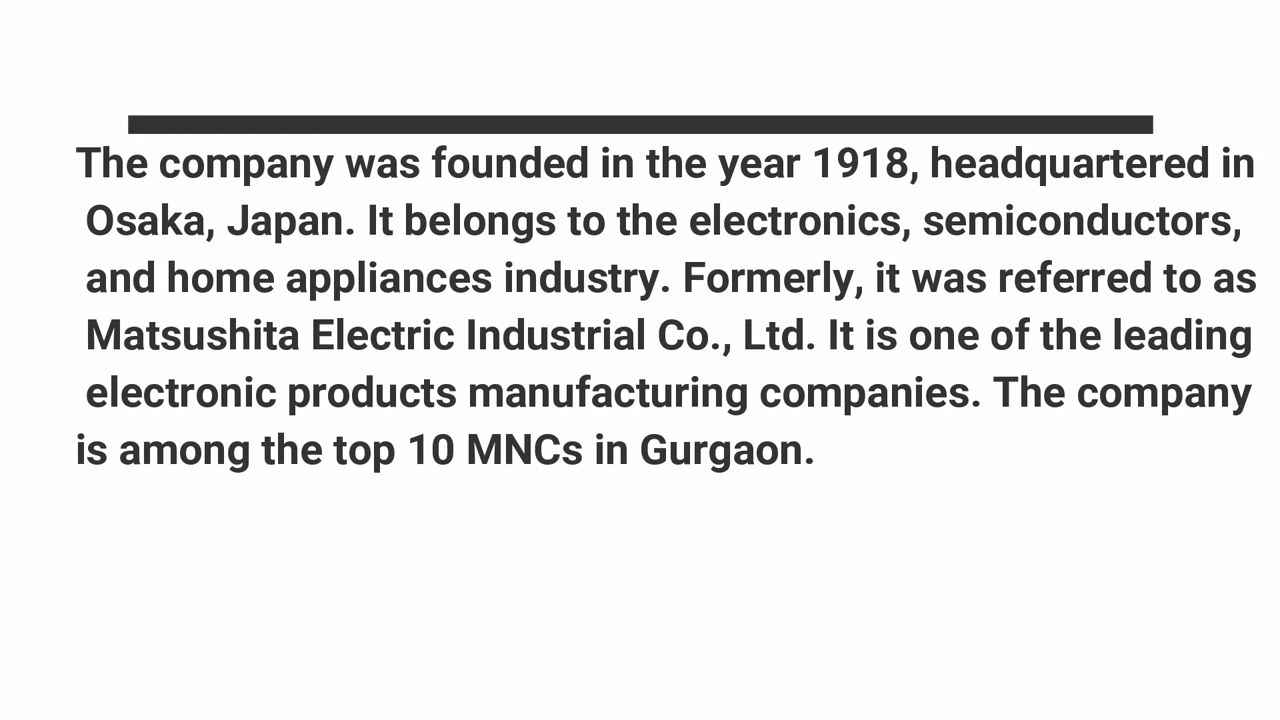 The company was founded in the year 1918, headquartered in
Osaka, Japan. It belongs to the electronics, semiconductors,
and home appliances industry. Formerly, it was referred to as
Matsushita Electric Industrial Co., Ltd. It is one of the leading
electronic products manufacturing companies. The company
is among the top 10 MNCs in Gurgaon.